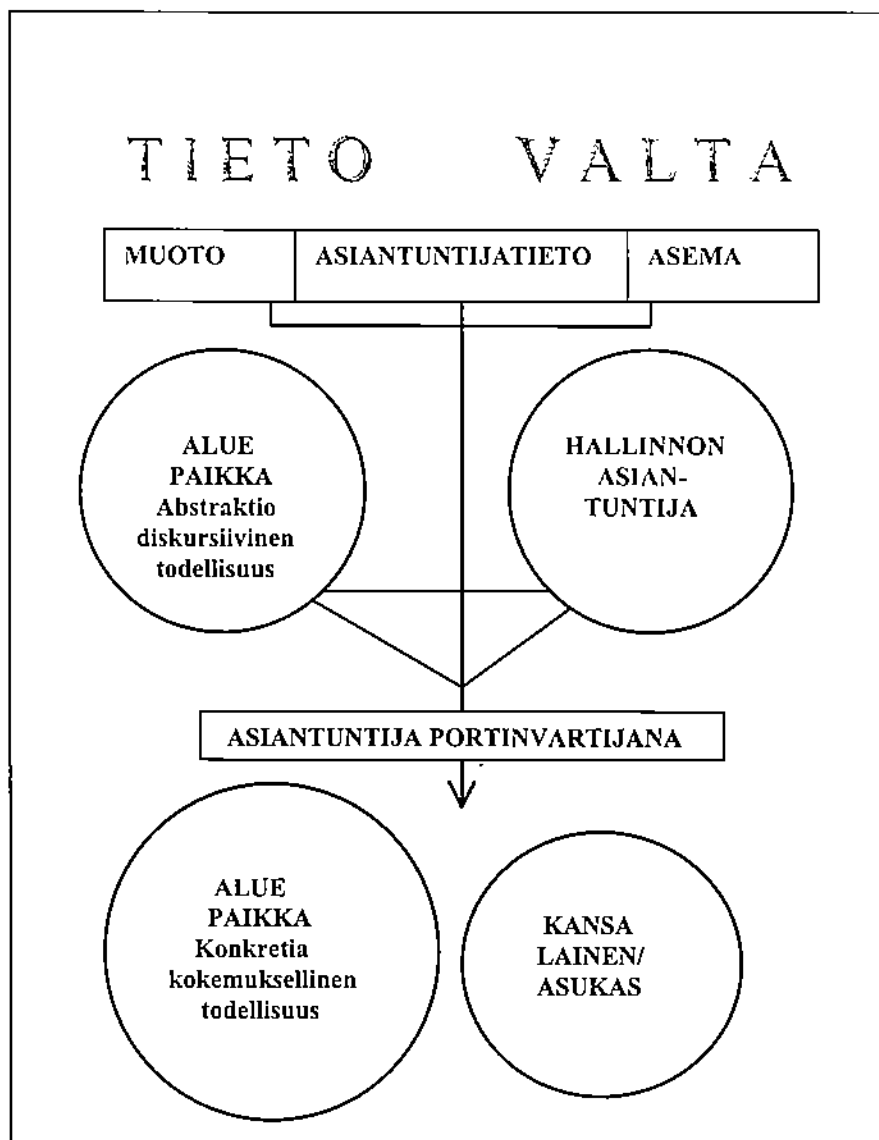 TIETO VALTA
MUOTO ASIANTUNTIJATIETO ASEMA
ALUE
PAIKKA
Abstraktio
diskursiivinen
todellisuus
HALLINNON
ASIAN-
TUNTIJA
ASIANTUNTIJA PORTINVARTIJANA
ALUE
PAIKKA
Konkretia
kokemuksellinen
todellisuus
KANSA
LAINEN/
ASUKAS